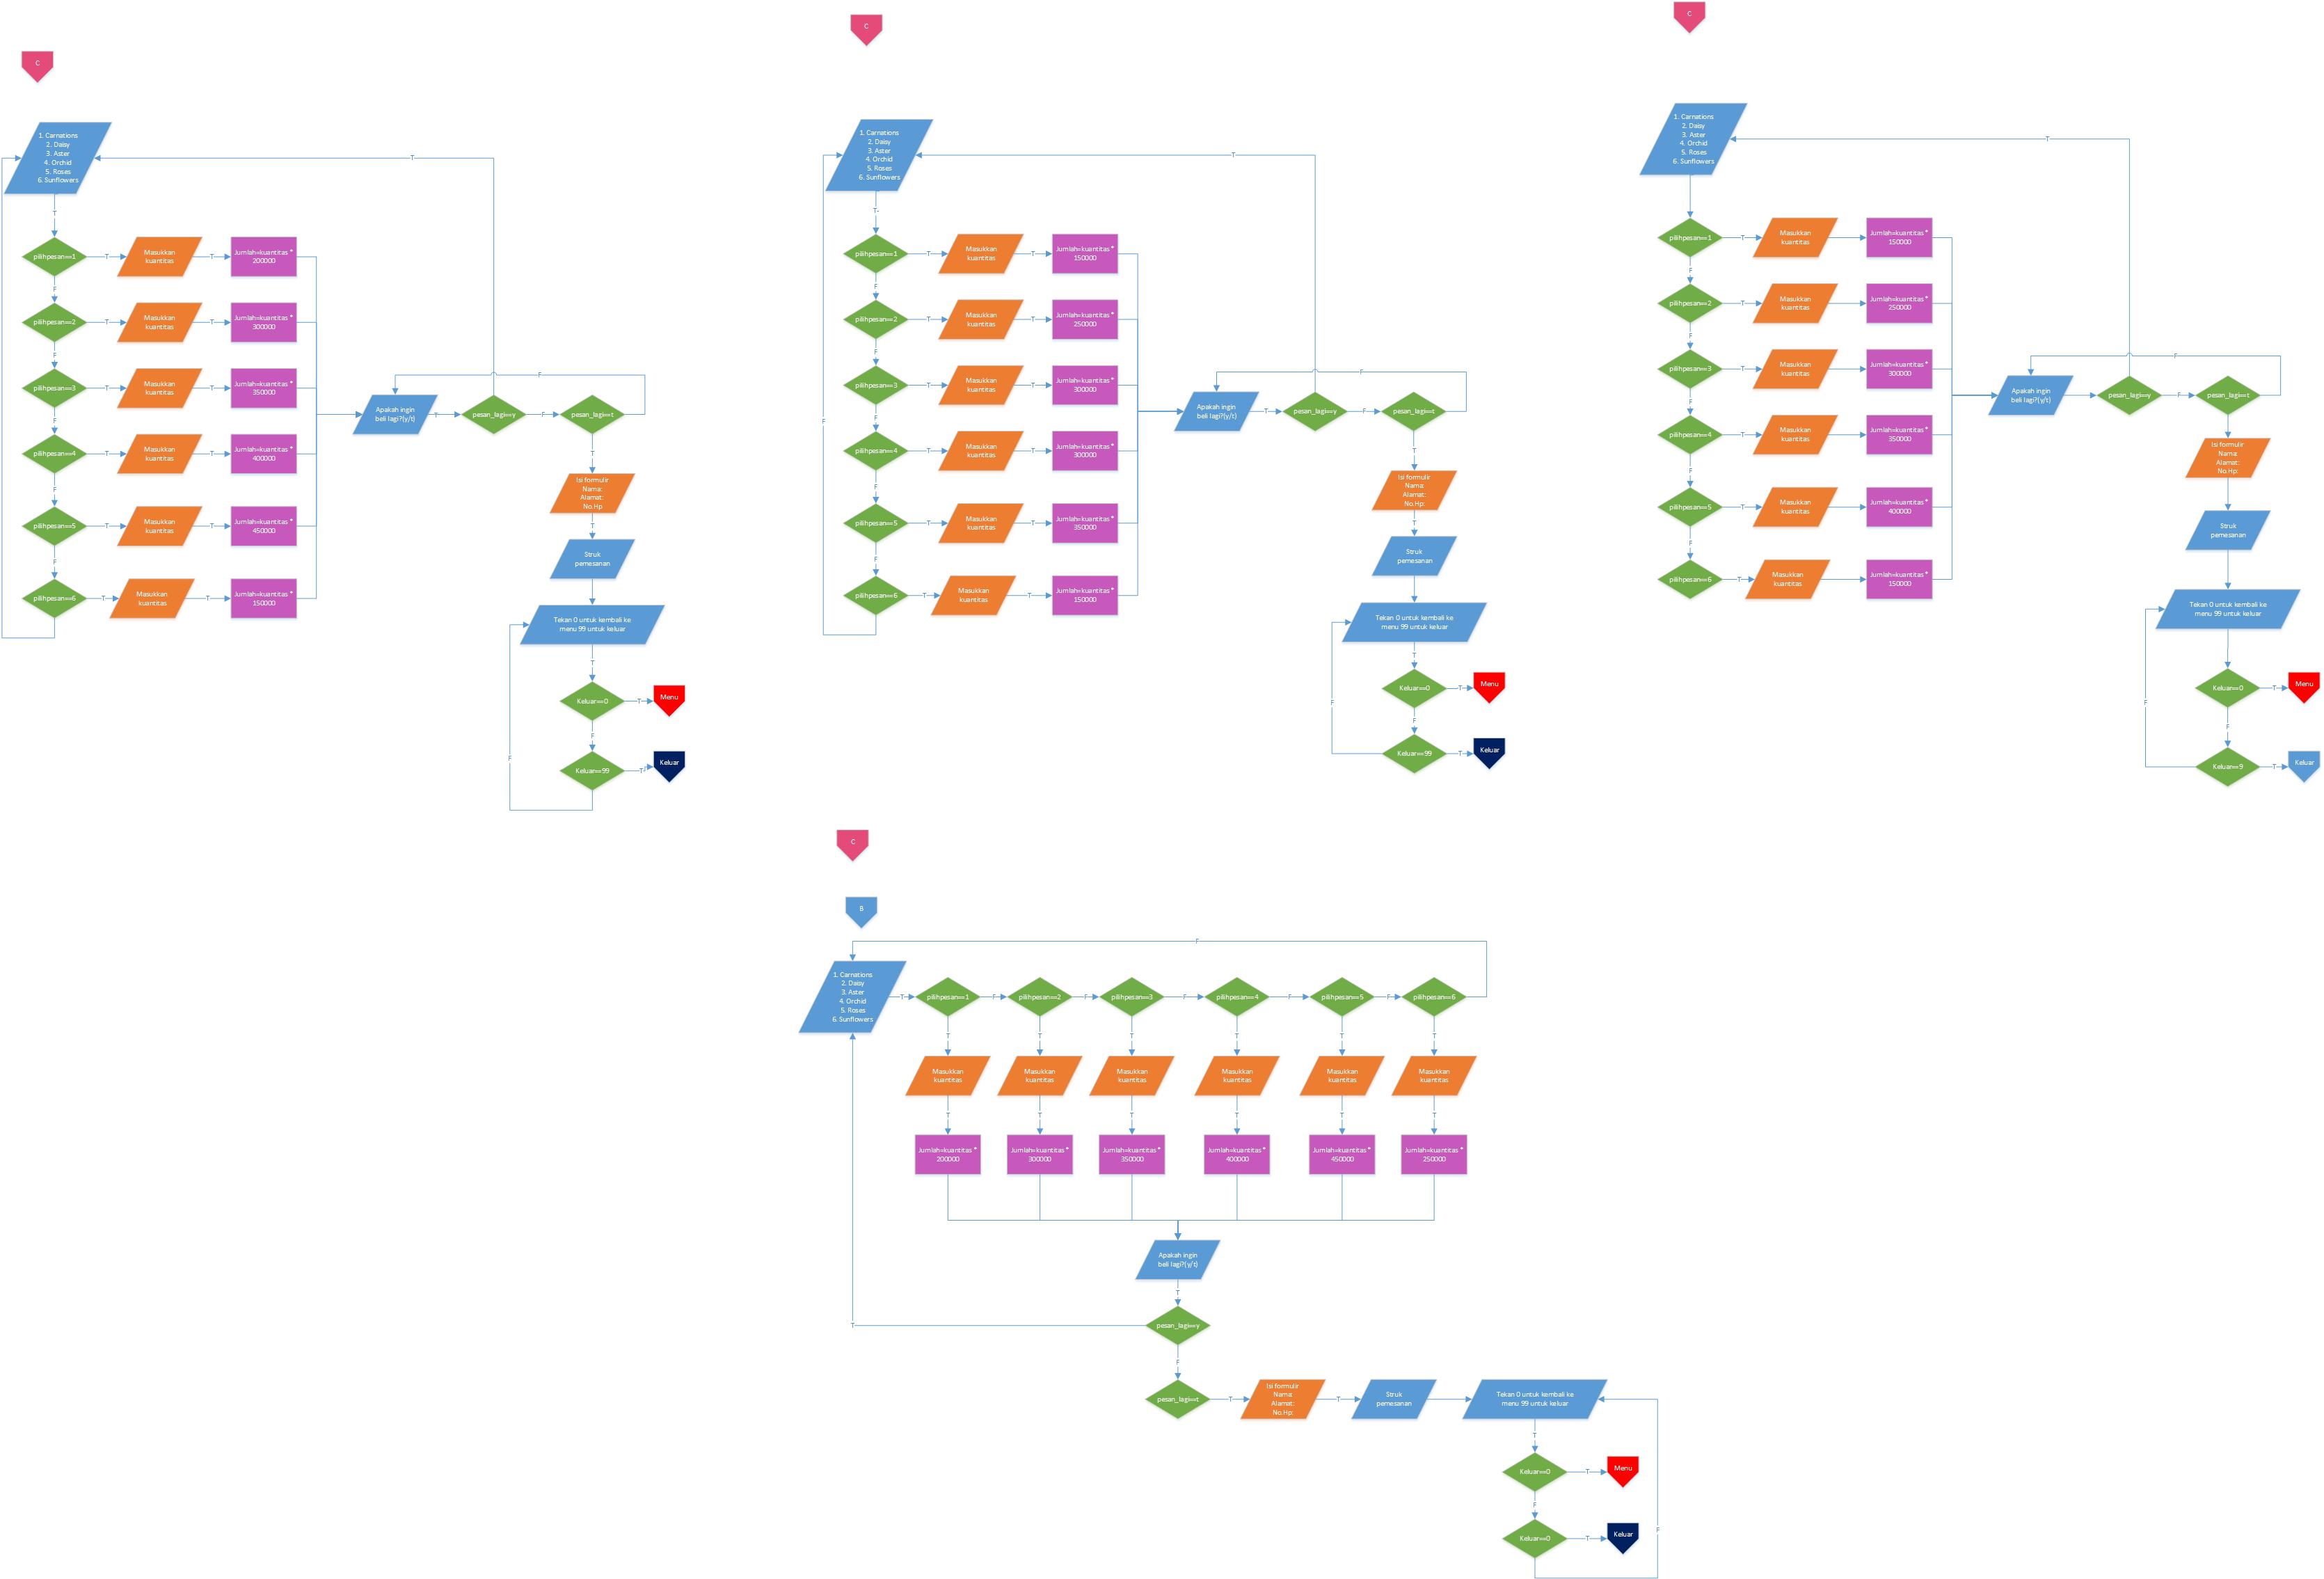 C
1. Carnations
2. Daisy
3. Aster
4. Orchid
5. Roses
6. Sunflowers
T
T
pilihpesan==1
T
Masukkan
kuantitas
T
Jumlah=kuantitas *
200000
F
pilihpesan==2
T
Masukkan
kuantitas
T
Jumlah=kuantitas *
300000
F
pilihpesan==3
T
Masukkan
kuantitas
T
Jumlah=kuantitas *
350000
F
F
Apakah ingin
beli lagi?(y/t)
T
pesan_lagi==y
F
pesan_lagi==t
pilihpesan==4
T
Masukkan
kuantitas
T
Jumlah=kuantitas *
400000
F
pilihpesan==5
T
Masukkan
kuantitas
T
Jumlah=kuantitas *
450000
F
pilihpesan==6
T
Masukkan
kuantitas
T
Jumlah=kuantitas *
150000
T
Isi formulir
Nama:
Alamat:
No.Hp
T
Struk
pemesanan
Tekan 0 untuk kembali ke
menu 99 untuk keluar
T
Keluar==0
T
Menu
F
Keluar==99
T
Keluar
F
C
1. Carnations
2. Daisy
3. Aster
4. Orchid
5. Roses
6. Sunflowers
T
T
pilihpesan==1
T
Masukkan
kuantitas
T
Jumlah=kuantitas *
150000
F
pilihpesan==2
T
Masukkan
kuantitas
T
Jumlah=kuantitas *
250000
F
pilihpesan==3
T
Masukkan
kuantitas
T
Jumlah=kuantitas *
300000
F
F
F
Apakah ingin
beli lagi?(y/t)
T
pesan_lagi==y
F
pesan_lagi==t
pilihpesan==4
T
Masukkan
kuantitas
T
Jumlah=kuantitas *
300000
F
pilihpesan==5
T
Masukkan
kuantitas
T
Jumlah=kuantitas *
350000
F
pilihpesan==6
T
Masukkan
kuantitas
T
Jumlah=kuantitas *
150000
T
Isi formulir
Nama:
Alamat:
No.Hp:
T
Struk
pemesanan
Tekan 0 untuk kembali ke
menu 99 untuk keluar
T
Keluar==0
T
Menu
F
F
Keluar==99
T
Keluar
C
1. Carnations
2. Daisy
3. Aster
4. Orchid
5. Roses
6. Sunflowers
T
pilihpesan==1
T
Masukkan
kuantitas
Jumlah=kuantitas *
150000
F
pilihpesan==2
T
Masukkan
kuantitas
Jumlah=kuantitas *
250000
F
pilihpesan==3
T
Masukkan
kuantitas
Jumlah=kuantitas *
300000
F
F
Apakah ingin
beli lagi?(y/t)
pesan_lagi==y
F
pesan_lagi==t
pilihpesan==4
T
Masukkan
kuantitas
Jumlah=kuantitas *
350000
F
pilihpesan==5
T
Masukkan
kuantitas
Jumlah=kuantitas *
400000
F
pilihpesan==6
T
Masukkan
kuantitas
Jumlah=kuantitas *
150000
Isi formulir
Nama:
Alamat:
No.Hp:
Struk
pemesanan
Tekan 0 untuk kembali ke
menu 99 untuk keluar
Keluar==0
T
Menu
F
F
Keluar==9
T
Keluar
C
B
F
1. Carnations
2. Daisy
3. Aster
4. Orchid
5. Roses
6. Sunflowers
T
pilihpesan==1
F
pilihpesan==2
F
pilihpesan==3
F
pilihpesan==4
F
pilihpesan==5
F
pilihpesan==6
T
T
T
T
T
T
Masukkan
kuantitas
Masukkan
kuantitas
Masukkan
kuantitas
Masukkan
kuantitas
Masukkan
kuantitas
Masukkan
kuantitas
T
T
T
T
T
T
Jumlah=kuantitas *
200000
Jumlah=kuantitas *
300000
Jumlah=kuantitas *
350000
Jumlah=kuantitas *
400000
Jumlah=kuantitas *
450000
Jumlah=kuantitas *
250000
Apakah ingin
beli lagi?(y/t)
T
pesan_lagi==y
T
F
pesan_lagi==t
T
Isi formulir
Nama:
Alamat:
No.Hp:
T
Struk
pemesanan
Tekan 0 untuk kembali ke
menu 99 untuk keluar
T
Keluar==0
T
Menu
F
Keluar==0
T
Keluar
F